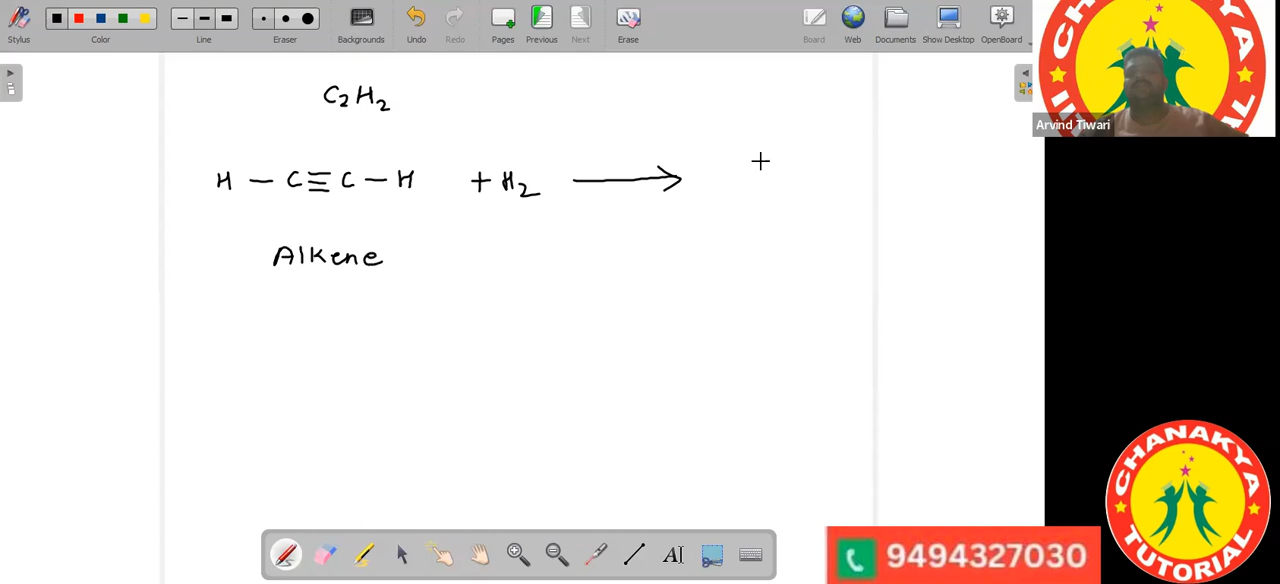 Stylus Color Line Eraser Backgrounds Undo Redo Pages Previous Next Erase Board Web Documents Show Desktop OpenBoard
C₂H₂
H — C≡C — H + H₂ ⟶
Alkene
Arvind Tiwari
CHANAKYA
TUTORIAL
9494327030